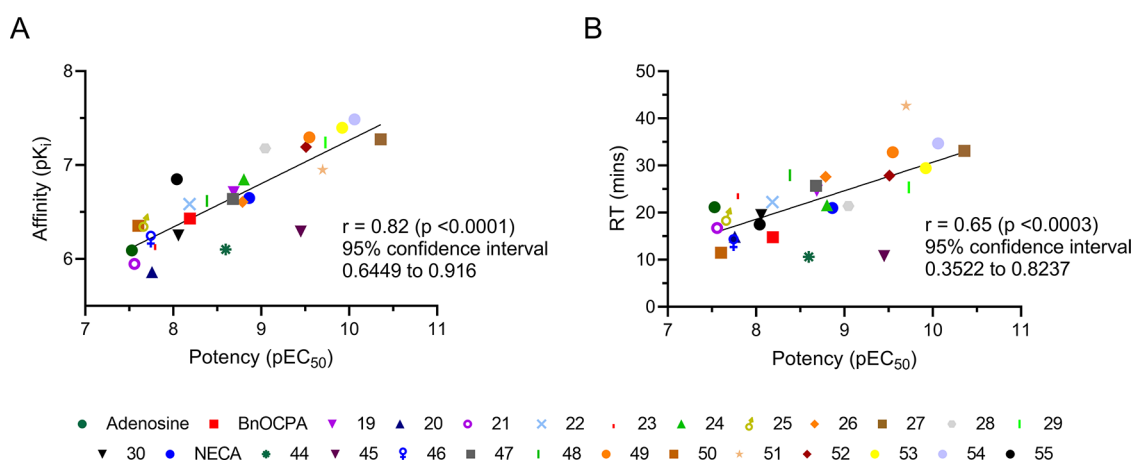 A
B
8
7
6
Affinity (pKi)
7 8 9 10 11
Potency (pEC50)
r = 0.82 (p <0.0001)
95% confidence interval
0.6449 to 0.916
50
40
30
20
10
0
RT (mins)
7 8 9 10 11
Potency (pEC50)
r = 0.65 (p <0.0003)
95% confidence interval
0.3522 to 0.8237
Adenosine BnOCPA 19 20 21 22 23 24 25 26 27 28 29
30 NECA 44 45 46 47 48 49 50 51 52 53 54 55